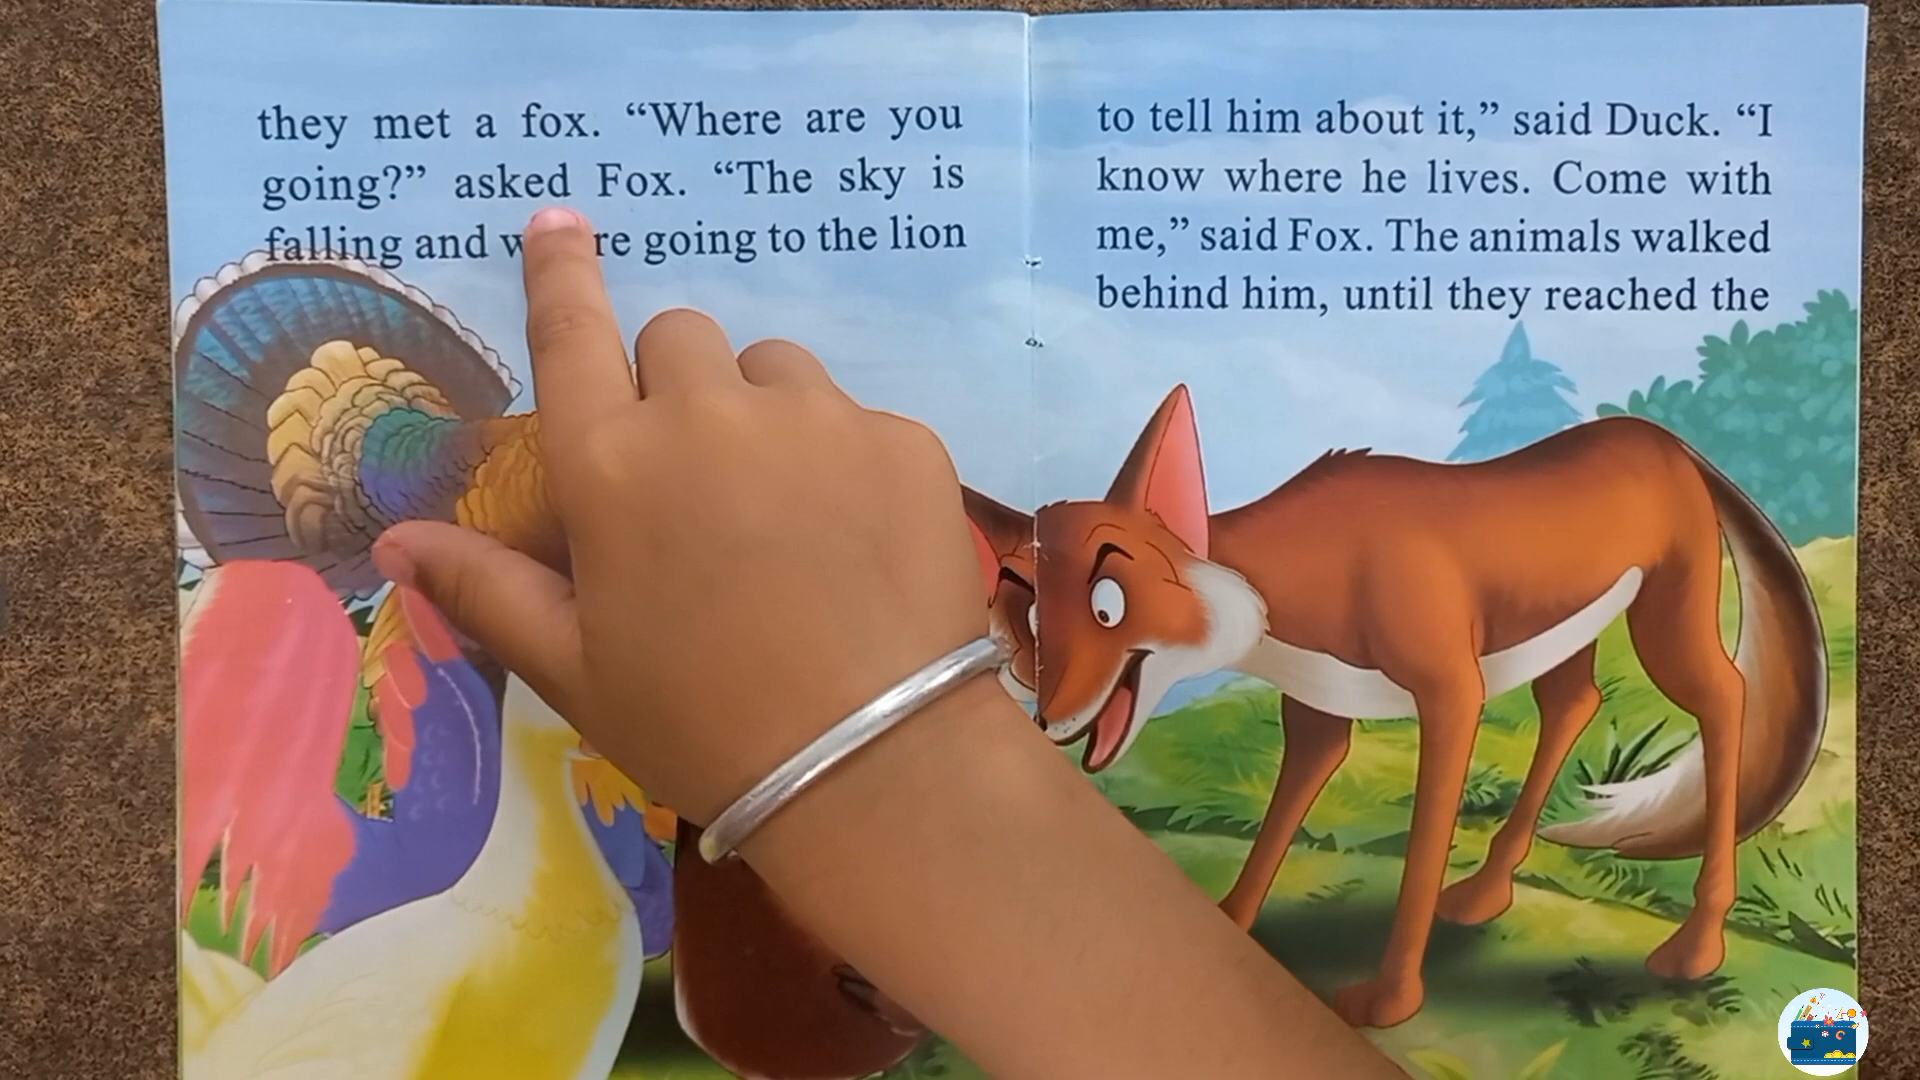 they met a fox. “Where are you
going?” asked Fox. “The sky is
falling and going to the lion
to tell him about it,” said Duck. “I
know where he lives. Come with
me,” said Fox. The animals walked
behind him, until they reached the